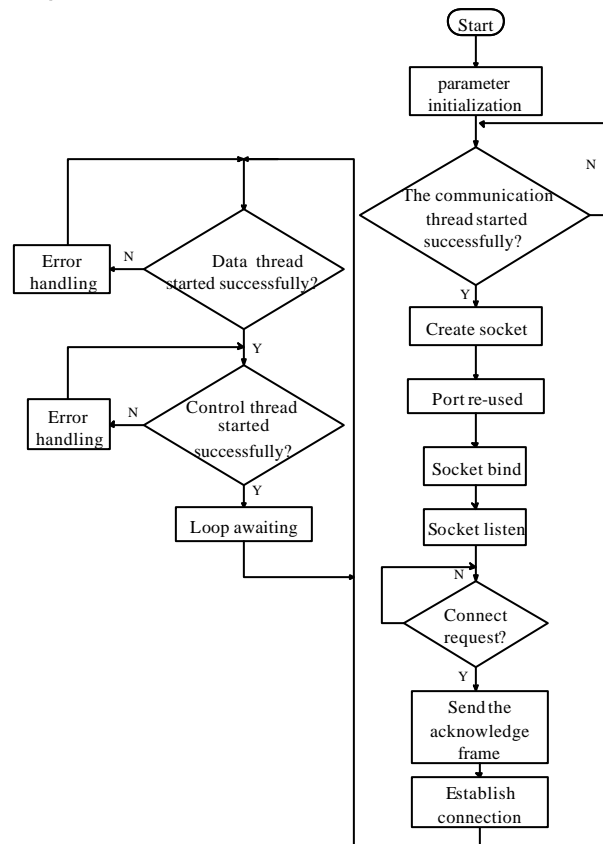 Start
parameter
initialization
N
The communication
thread started
successfully?
Y
Create socket
Port re-used
Socket bind
Socket listen
N
Connect
request?
Y
Send the
acknowledge
frame
Establish
connection
Data thread
started successfully?
N
Error
handling
Y
Control thread
started
successfully?
N
Error
handling
Y
Loop awaiting